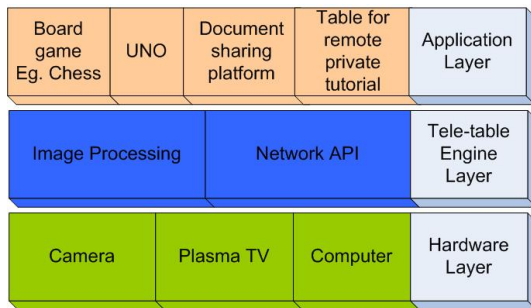 Board
game
Eg. Chess
UNO
Document
sharing
platform
Table for
remote
private
tutorial
Application
Layer
Image Processing
Network API
Tele-table
Engine
Layer
Camera
Plasma TV
Computer
Hardware
Layer